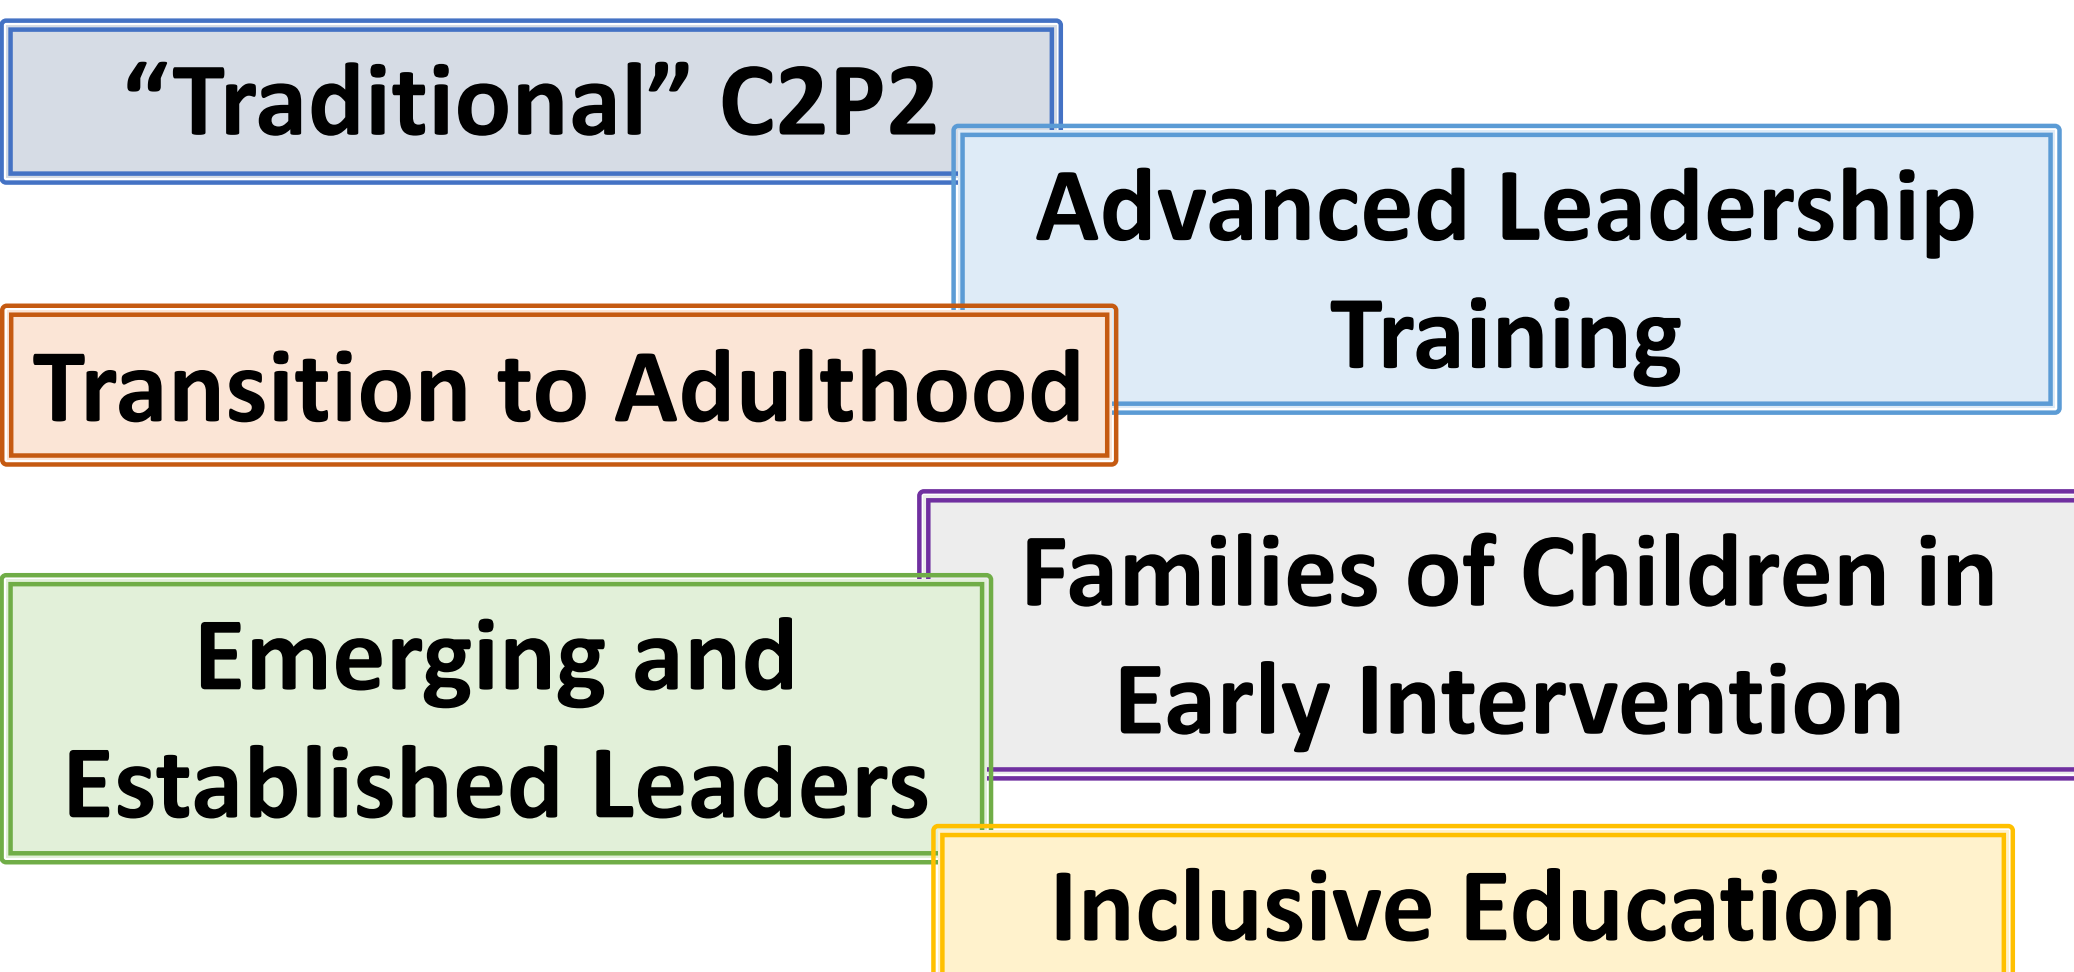 “Traditional” C2P2
Advanced Leadership
Training
Transition to Adulthood
Families of Children in
Early Intervention
Emerging and
Established Leaders
Inclusive Education